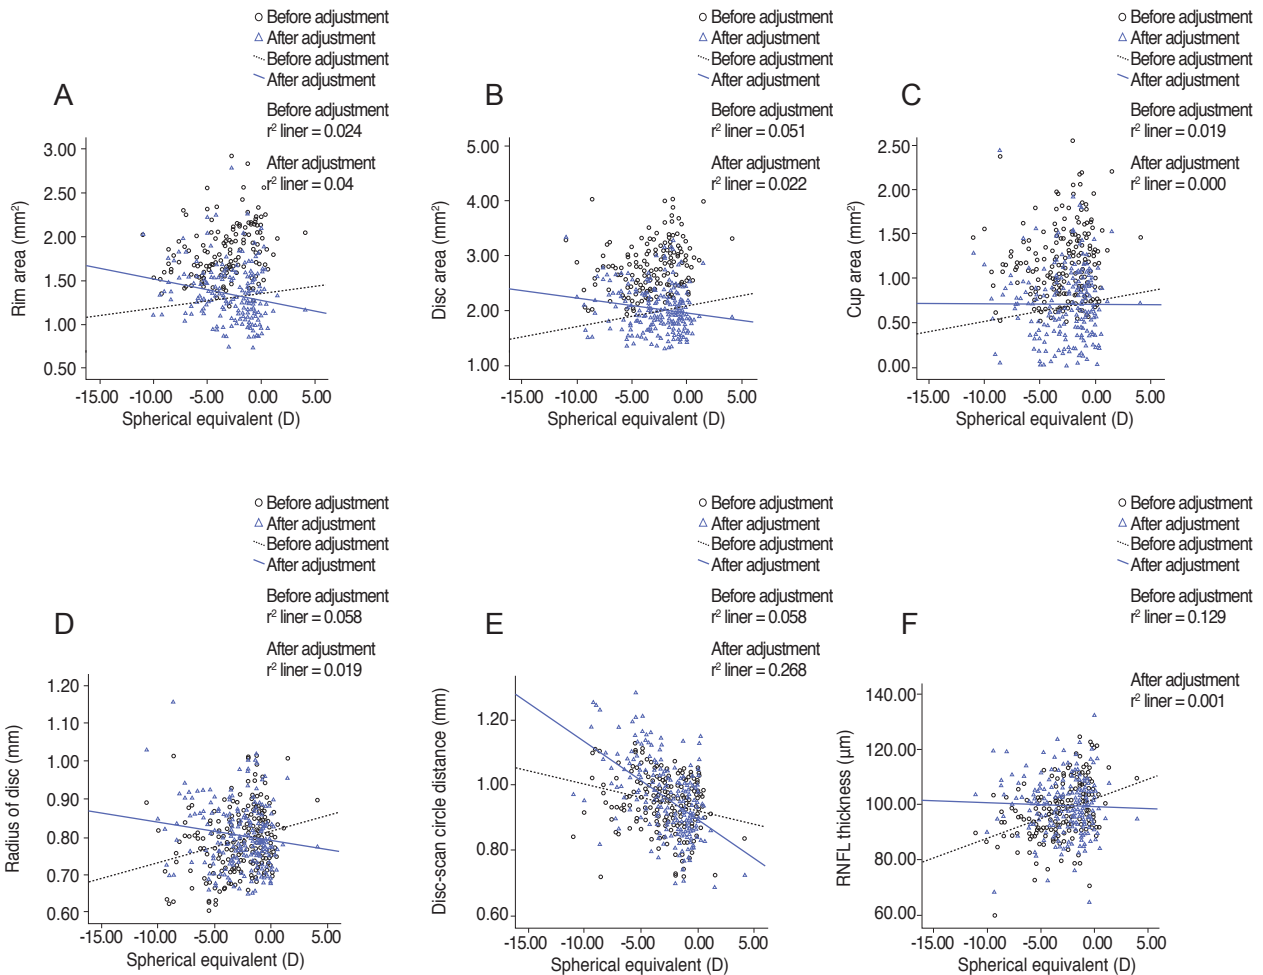 Before adjustment
After adjustment
Before adjustment
After adjustment
A
Before adjustment
r² liner = 0.024
After adjustment
r² liner = 0.04
3.00
2.50
2.00
1.50
1.00
0.50
Rim area (mm²)
-15.00 -10.00 -5.00 0.00 5.00
Spherical equivalent (D)
Before adjustment
After adjustment
Before adjustment
After adjustment
B
Before adjustment
r² liner = 0.051
After adjustment
r² liner = 0.022
5.00
4.00
3.00
2.00
1.00
Disc area (mm²)
-15.00 -10.00 -5.00 0.00 5.00
Spherical equivalent (D)
Before adjustment
After adjustment
Before adjustment
After adjustment
C
Before adjustment
r² liner = 0.019
After adjustment
r² liner = 0.000
2.50
2.00
1.50
1.00
0.50
0.00
Cup area (mm²)
-15.00 -10.00 -5.00 0.00 5.00
Spherical equivalent (D)
Before adjustment
After adjustment
Before adjustment
After adjustment
D
Before adjustment
r² liner = 0.058
After adjustment
r² liner = 0.019
1.20
1.10
1.00
0.90
0.80
0.70
0.60
Radius of disc (mm)
-15.00 -10.00 -5.00 0.00 5.00
Spherical equivalent (D)
Before adjustment
After adjustment
Before adjustment
After adjustment
E
Before adjustment
r² liner = 0.058
After adjustment
r² liner = 0.268
1.20
1.00
0.80
0.60
Disc-scan circle distance (mm)
-15.00 -10.00 -5.00 0.00 5.00
Spherical equivalent (D)
Before adjustment
After adjustment
Before adjustment
After adjustment
F
Before adjustment
r² liner = 0.129
After adjustment
r² liner = 0.001
140.00
120.00
100.00
80.00
60.00
RNFL thickness (μm)
-15.00 -10.00 -5.00 0.00 5.00
Spherical equivalent (D)